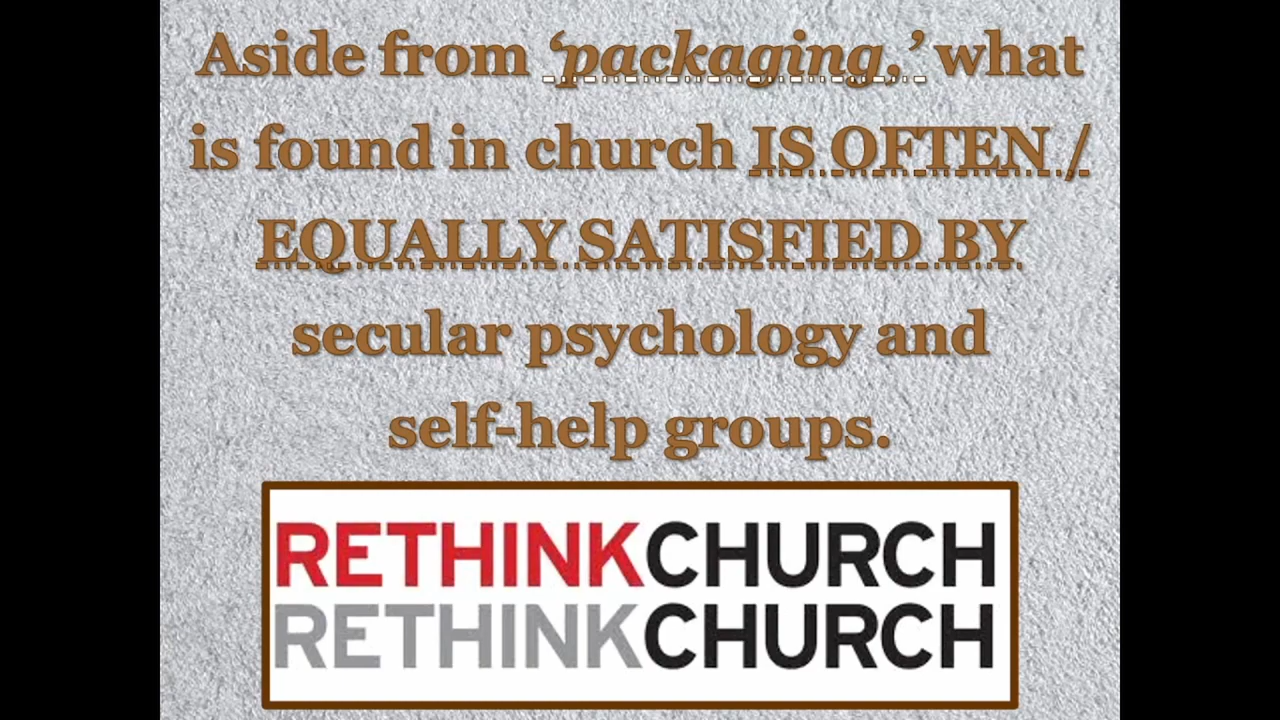 Aside from ‘packaging.’ what
is found in church IS OFTEN /
EQUALLY SATISFIED BY
secular psychology and
self-help groups.
RETHINKCHURCH
RETHINKCHURCH